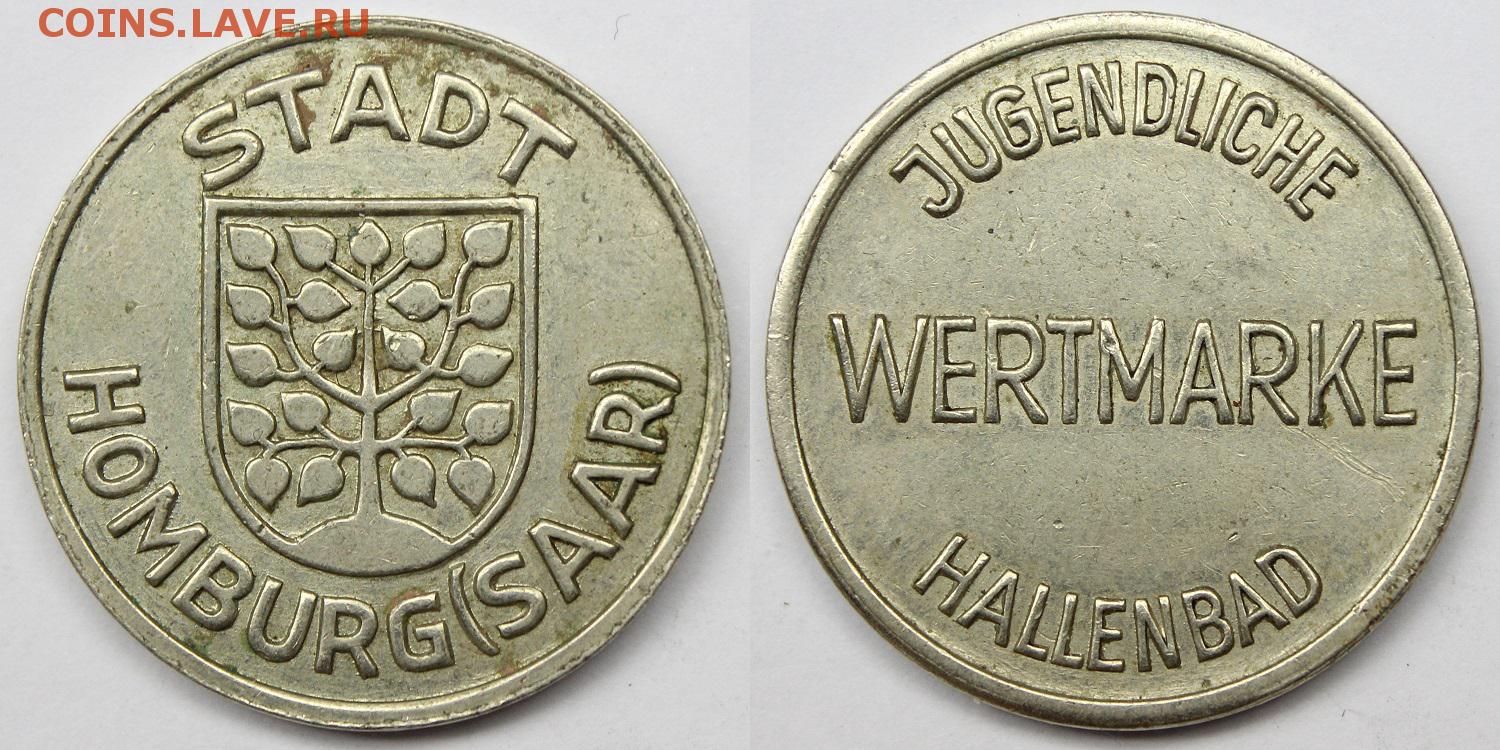 COINS.LAVE.RU
STADT
HOMBURG (SAAR)
JUGENDLICHE
WERTMARKE
HALLENBAD